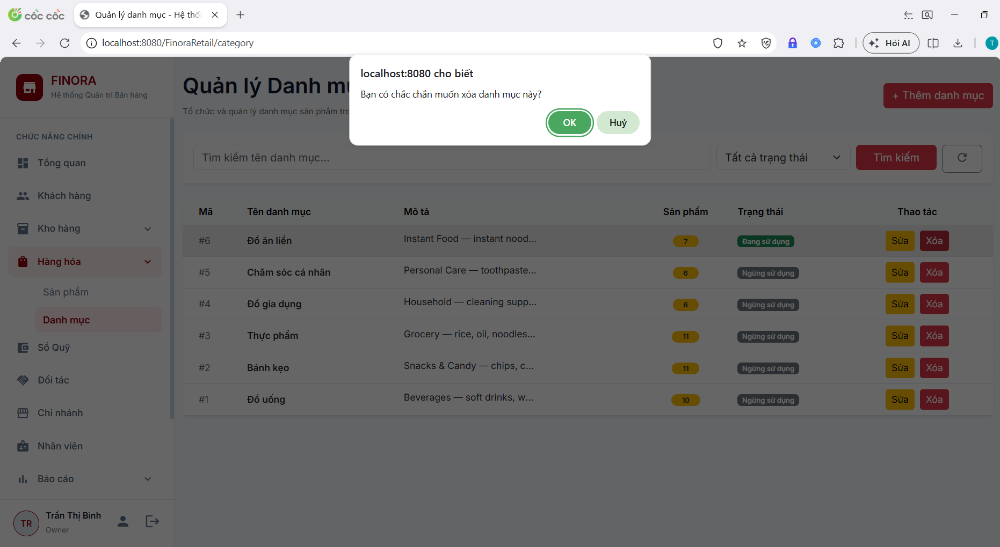 cốc cốc
Quản lý danh mục - Hệ thối
localhost:8080/FinoraRetail/category
Hỏi AI
T
localhost:8080 cho biết
Bạn có chắc chắn muốn xóa danh mục này?
OK
Huỷ
FINORA
Hệ thống Quản trị Bán hàng
CHỨC NĂNG CHÍNH
Tổng quan
Khách hàng
Kho hàng
Hàng hóa
Sản phẩm
Danh mục
Sổ Quỹ
Đối tác
Chi nhánh
Nhân viên
Báo cáo
TR
Trần Thị Bình
Owner
Quản lý Danh mụ
Tổ chức và quản lý danh mục sản phẩm tro
+ Thêm danh mục
Tìm kiếm tên danh mục...
Tất cả trạng thái
Tìm kiếm
Mã Tên danh mục Mô tả Sản phẩm Trạng thái Thao tác
#6 Đồ ăn liền Instant Food — instant nood... 7 Đang sử dụng Sửa Xóa
#5 Chăm sóc cá nhân Personal Care — toothpaste... 6 Ngừng sử dụng Sửa Xóa
#4 Đồ gia dụng Household — cleaning supp... 6 Ngừng sử dụng Sửa Xóa
#3 Thực phẩm Grocery — rice, oil, noodles... 11 Ngừng sử dụng Sửa Xóa
#2 Bánh kẹo Snacks & Candy — chips, c... 11 Ngừng sử dụng Sửa Xóa
#1 Đồ uống Beverages — soft drinks, w... 10 Ngừng sử dụng Sửa Xóa